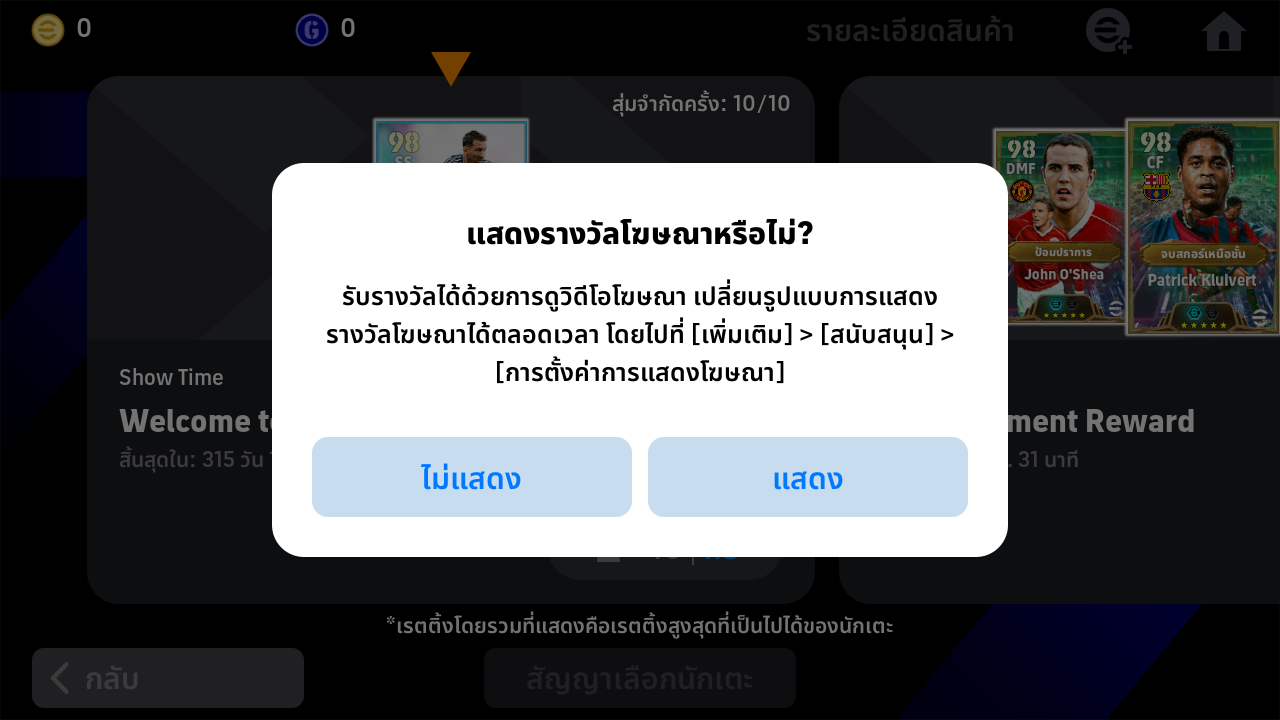 0
0
รายละเอียดสินค้า
สุ่มจำกัดครั้ง: 10/10
98
SS
98
DMF
98
CF
แสดงรางวัลโฆษณาหรือไม่?
รับรางวัลได้ด้วยการดูวิดีโอโฆษณา เปลี่ยนรูปแบบการแสดง
รางวัลโฆษณาได้ตลอดเวลา โดยไปที่ [เพิ่มเติม] > [สนับสนุน] >
[การตั้งค่าการแสดงโฆษณา]
ไม่แสดง
แสดง
ป้อมปราการ
John O'Shea
จบสกอร์เหนือชั้น
Patrick Kluivert
Show Time
Welcome
สิ้นสุดใน: 315 วัน
ment Reward
31 นาที
*เรตติ้งโดยรวมที่แสดงคือเรตติ้งสูงสุดที่เป็นไปได้ของนักเตะ
กลับ
สัญญาเลือกนักเตะ